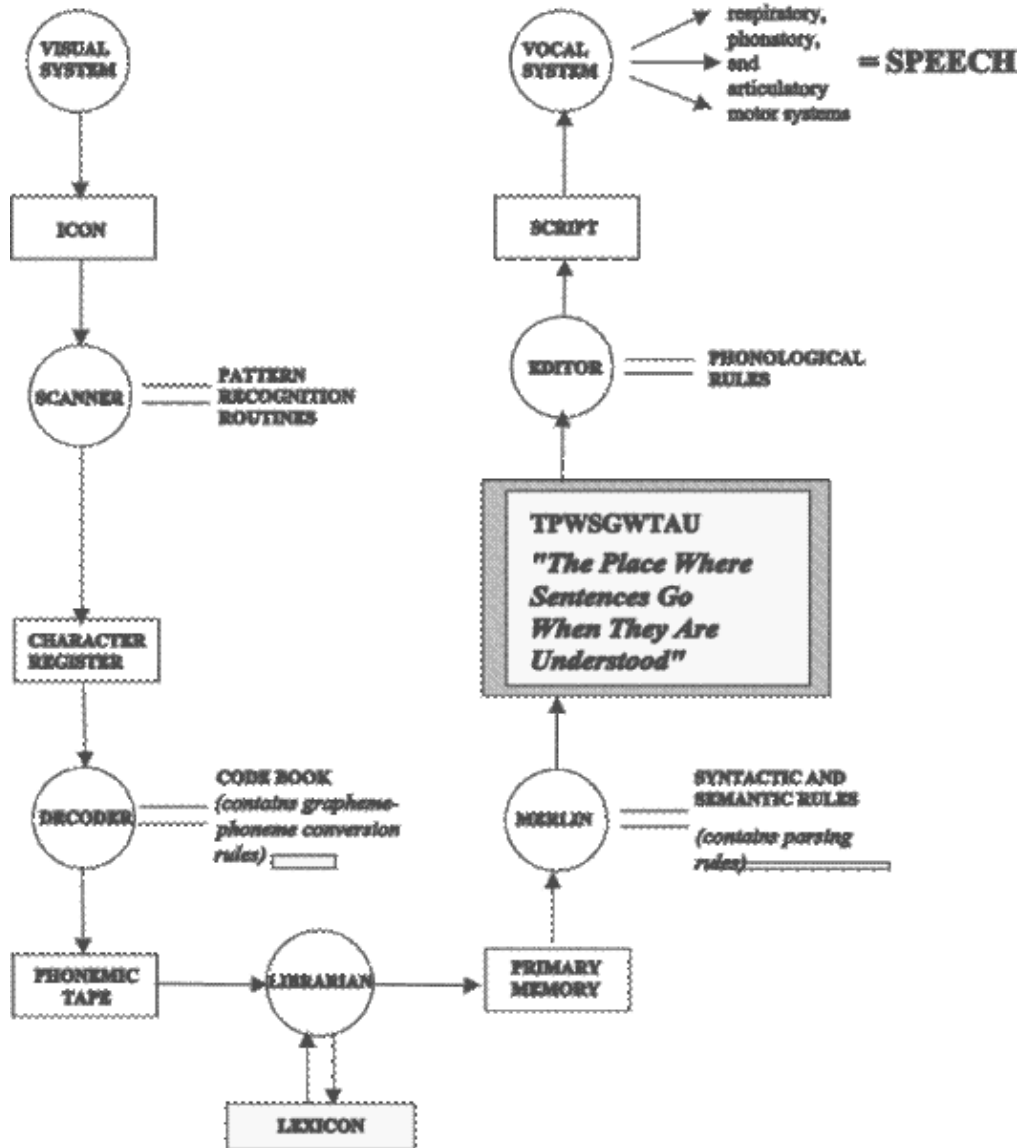 VISUAL
SYSTEM
ICON
SCANNER
PATTERN
RECOGNITION
ROUTINES
CHARACTER
REGISTER
DECODER
CODE BOOK
(contains grapheme-
phoneme conversion
rules)
PHONEMIC
TAPE
LIBRARIAN
LEXICON
PRIMARY
MEMORY
MERLIN
SYNTACTIC AND
SEMANTIC RULES
(contains parsing
rules)
TPWSGWTAU
"The Place Where
Sentences Go
When They Are
Understood"
EDITOR
PHONOLOGICAL
RULES
SCRIPT
VOCAL
SYSTEM
respiratory,
phonatory,
and
articulatory
motor systems
= SPEECH